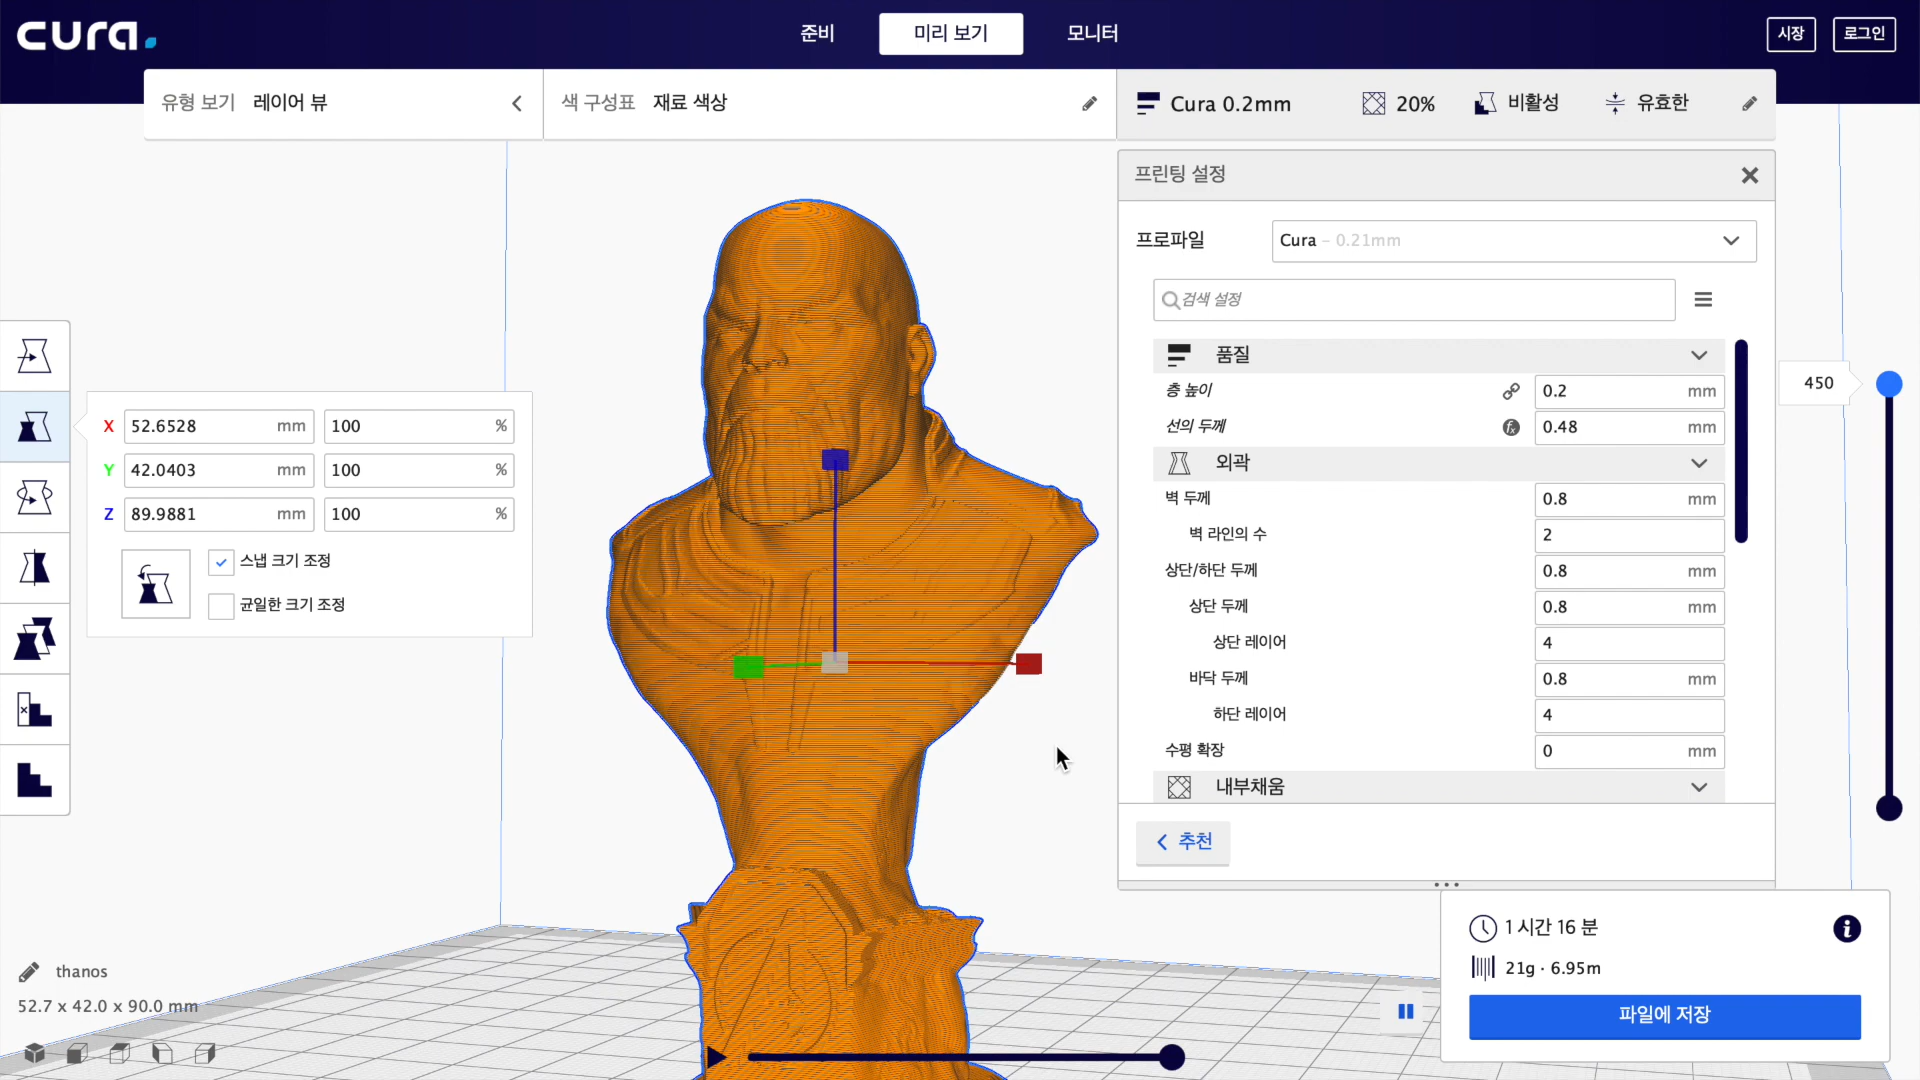 cura.
준비
미리 보기
모니터
시장
로그인
유형 보기 레이어 뷰
색 구성표 재료 색상
Cura 0.2mm
20%
비활성
유효한
프린팅 설정
프로파일
Cura - 0.21mm
검색 설정
품질
층 높이 0.2 mm
선의 두께 0.48 mm
외곽
벽 두께 0.8 mm
벽 라인의 수 2
상단/하단 두께 0.8 mm
상단 두께 0.8 mm
상단 레이어 4
바닥 두께 0.8 mm
하단 레이어 4
수평 확장 0 mm
내부채움
추천
450
X 52.6528 mm 100 %
Y 42.0403 mm 100 %
Z 89.9881 mm 100 %
스냅 크기 조정
균일한 크기 조정
thanos
52.7 x 42.0 x 90.0 mm
1 시간 16 분
21g · 6.95m
파일에 저장